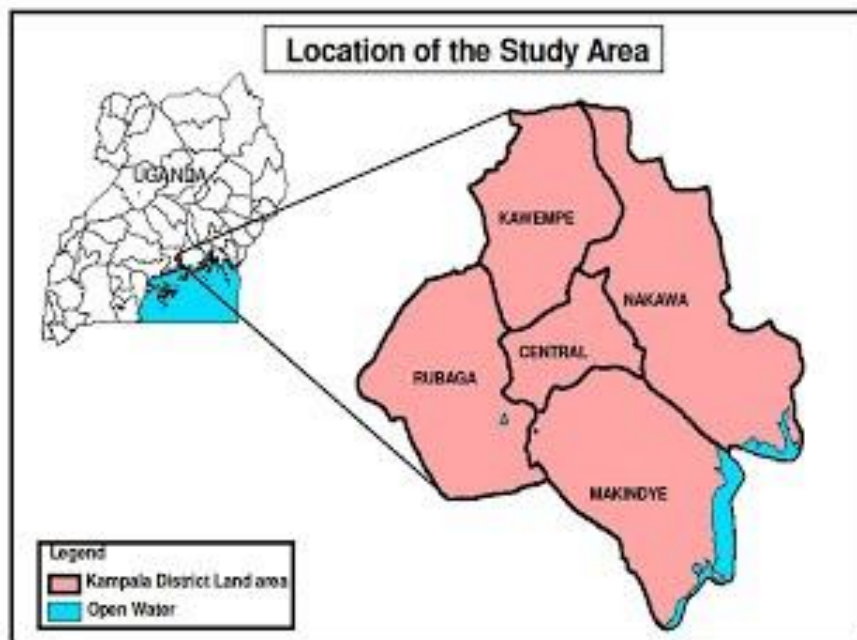 Location of the Study Area
UGANDA
KAWEMPE
NAKAWA
CENTRAL
RUBAGA
MAKINDYE
Legend
Kampala District Land area
Open Water